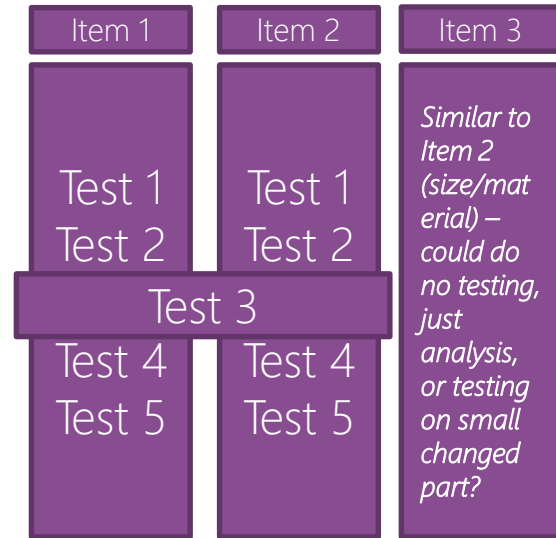 Item 1
Item 2
Item 3
Test 1
Test 2
Test 1
Test 2
Test 3
Test 4
Test 5
Test 4
Test 5
Similar to
Item 2
(size/mat
erial) –
could do
no testing,
just
analysis,
or testing
on small
changed
part?